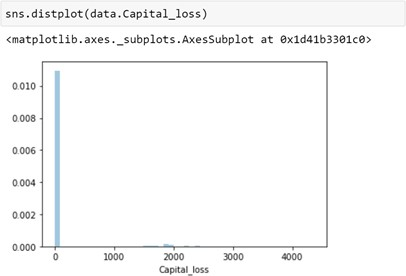 sns.distplot(data.Capital_loss)
<matplotlib.axes._subplots.AxesSubplot at 0x1d41b3301c0>
0.010
0.008
0.006
0.004
0.002
0.000
0 1000 2000 3000 4000
Capital_loss